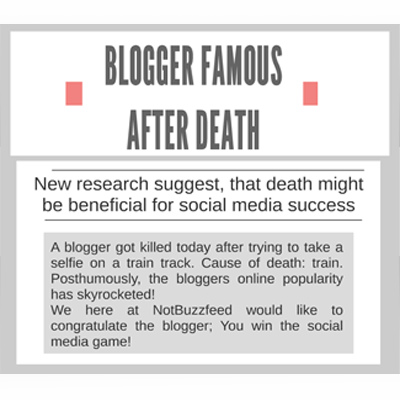 BLOGGER FAMOUS
AFTER DEATH
New research suggest, that death might
be beneficial for social media success
A blogger got killed today after trying to take a
selfie on a train track. Cause of death: train.
Posthumously, the bloggers online popularity
has skyrocketed!
We here at NotBuzzfeed would like to
congratulate the blogger; You win the social
media game!